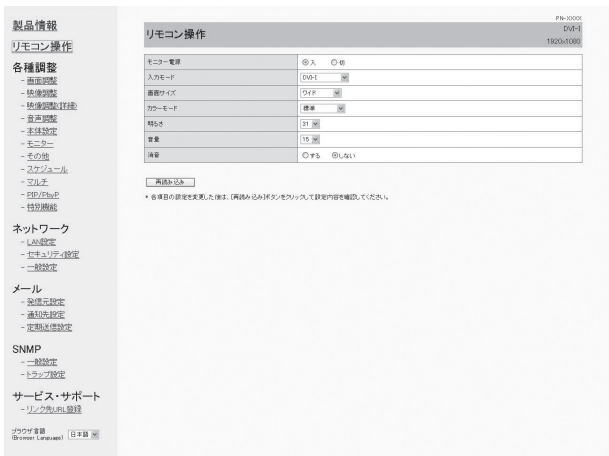 製品情報
リモコン操作
各種調整
- 画面調整
- 映像調整
- 映像調整(詳細)
- 音声調整
- 本体設定
- モニター
- その他
- スケジュール
- マルチ
- PIP/PbyP
- 特別機能
ネットワーク
- LAN設定
- セキュリティ設定
- 一般設定
メール
- 発信元設定
- 通知先設定
- 定期送信設定
SNMP
- 一般設定
- トラップ設定
サービス・サポート
- リンク先URL登録
ブラウザ言語
(Browser Language) 日本語
PN-XXXX
リモコン操作 DVI-I
1920x1080
モニター電源 入 切
入力モード DVI-I
画面サイズ ワイド
カラーモード 標準
明るさ 31
音量 15
消音 する しない
再読み込み
* 各項目の設定を変更した後は、[再読み込み]ボタンをクリックして設定内容を確認してください。